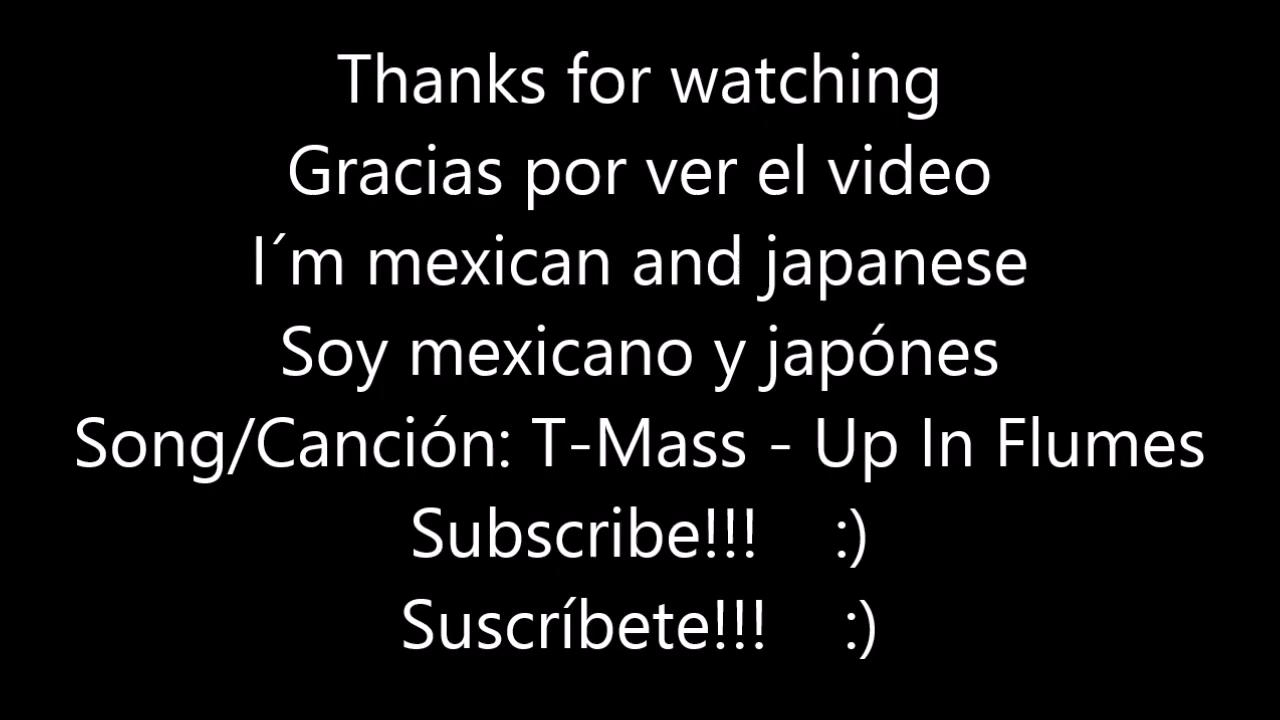 Thanks for watching
Gracias por ver el video
I´m mexican and japanese
Soy mexicano y japónes
Song/Canción: T-Mass - Up In Flumes
Subscribe!!! :)
Suscríbete!!! :)